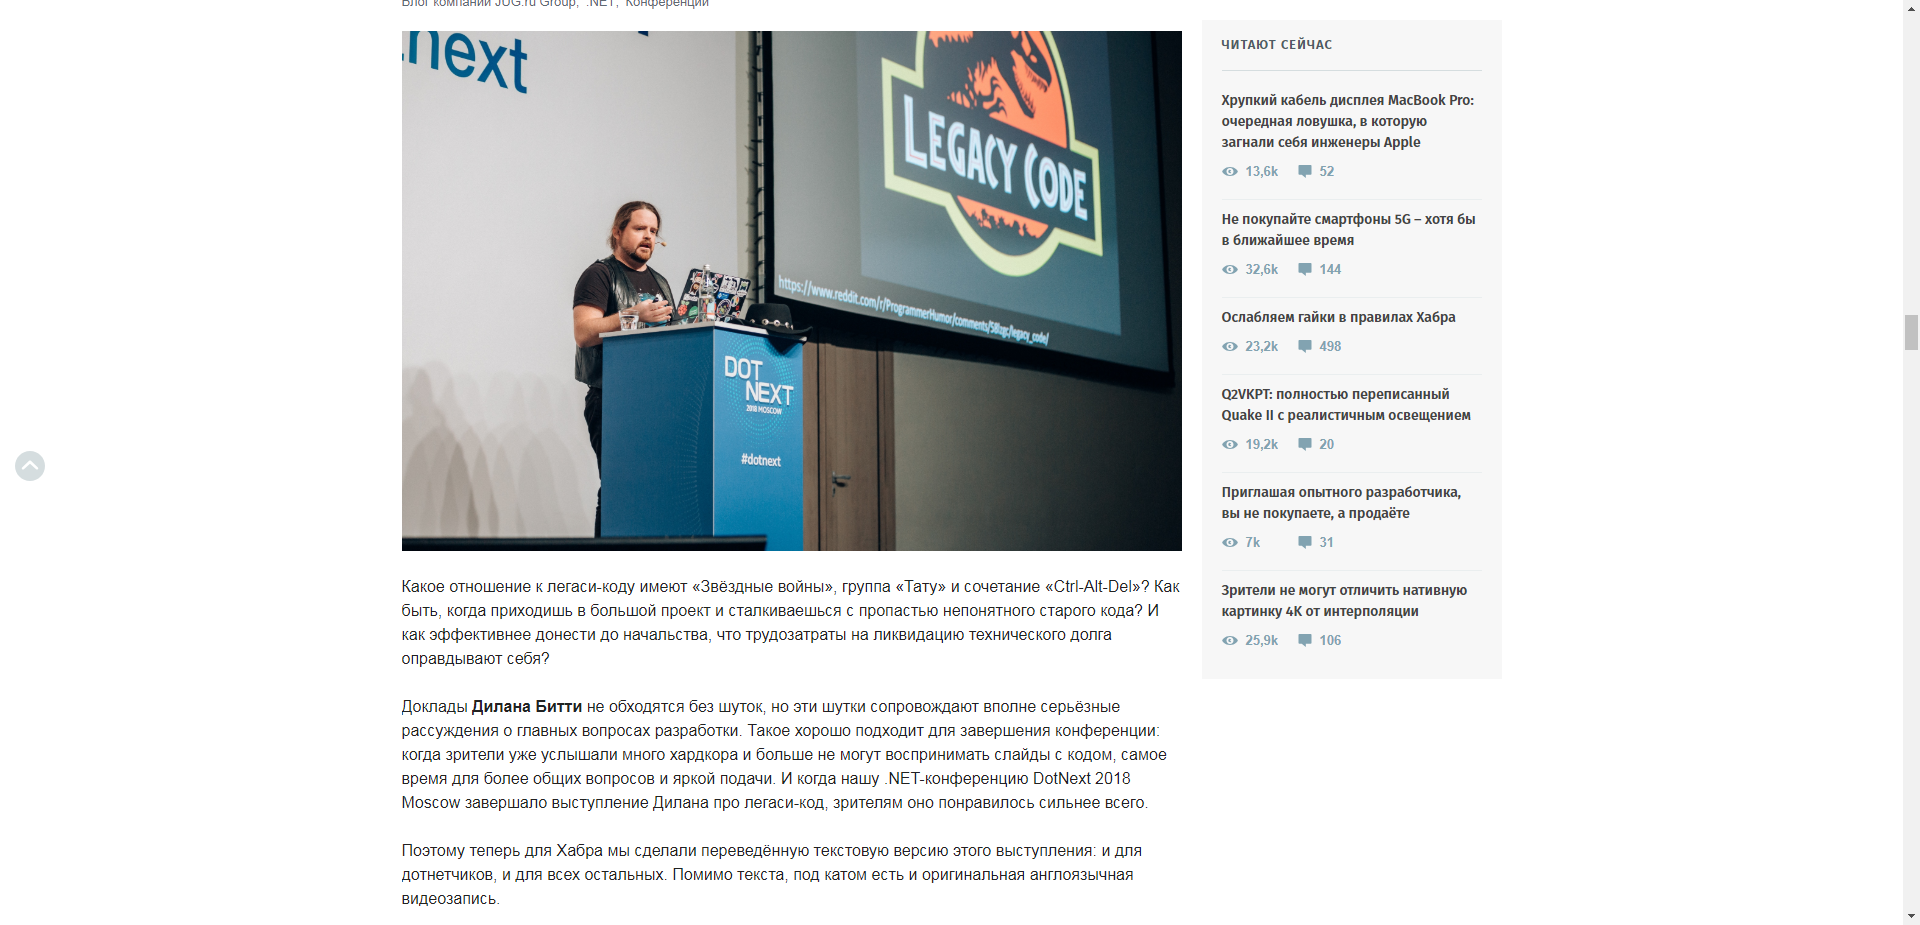 Блог компании JUG.ru Group, .NET, Конференции
.next
LEGACY CODE
https://www.reddit.com/r/ProgrammerHumor/comments/58lzgc/legacy_code/
DOT
NEXT
2018 MOSCOW
#dotnext
Какое отношение к легаси-коду имеют «Звёздные войны», группа «Тату» и сочетание «Ctrl-Alt-Del»? Как
быть, когда приходишь в большой проект и сталкиваешься с пропастью непонятного старого кода? И
как эффективнее донести до начальства, что трудозатраты на ликвидацию технического долга
оправдывают себя?
Доклады Дилана Битти не обходятся без шуток, но эти шутки сопровождают вполне серьёзные
рассуждения о главных вопросах разработки. Такое хорошо подходит для завершения конференции:
когда зрители уже услышали много хардкора и больше не могут воспринимать слайды с кодом, самое
время для более общих вопросов и яркой подачи. И когда нашу .NET-конференцию DotNext 2018
Moscow завершало выступление Дилана про легаси-код, зрителям оно понравилось сильнее всего.
Поэтому теперь для Хабра мы сделали переведённую текстовую версию этого выступления: и для
дотнетчиков, и для всех остальных. Помимо текста, под катом есть и оригинальная англоязычная
видеозапись.
ЧИТАЮТ СЕЙЧАС
Хрупкий кабель дисплея MacBook Pro:
очередная ловушка, в которую
загнали себя инженеры Apple
13,6k 52
Не покупайте смартфоны 5G – хотя бы
в ближайшее время
32,6k 144
Ослабляем гайки в правилах Хабра
23,2k 498
Q2VKPT: полностью переписанный
Quake II с реалистичным освещением
19,2k 20
Приглашая опытного разработчика,
вы не покупаете, а продаёте
7k 31
Зрители не могут отличить нативную
картинку 4K от интерполяции
25,9k 106